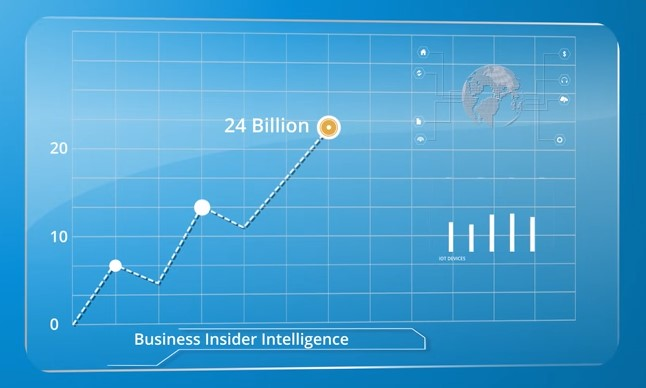 24 Billion
20
10
IOT DEVICES
0
Business Insider Intelligence